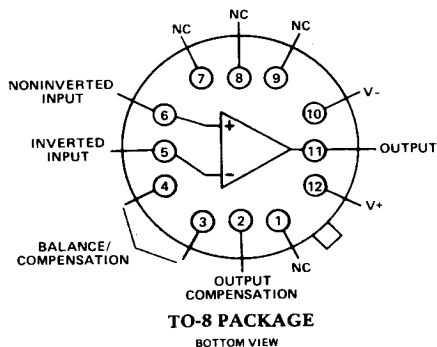 NC
NC
NC
7
8
9
NONINVERTED
INPUT
6
+
10
V-
INVERTED
INPUT
5
-
11
OUTPUT
4
12
V+
3
2
1
BALANCE/
COMPENSATION
NC
OUTPUT
COMPENSATION
TO-8 PACKAGE
BOTTOM VIEW